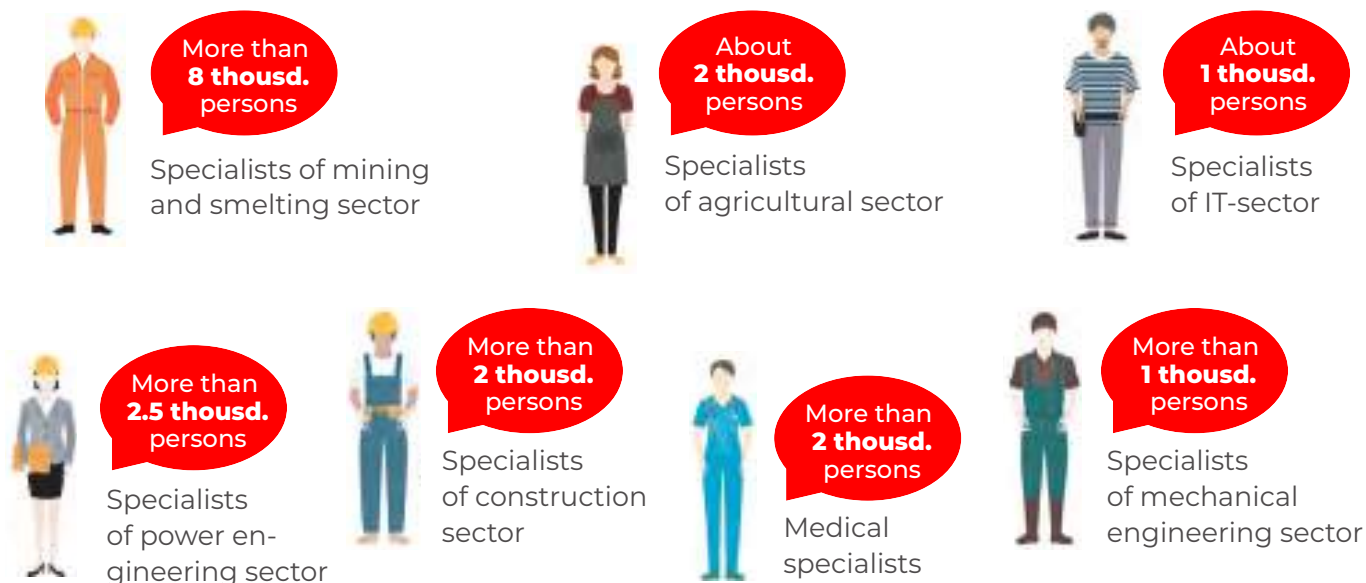 More than
8 thousd.
persons
Specialists of mining
and smelting sector
About
2 thousd.
persons
Specialists
of agricultural sector
About
1 thousd.
persons
Specialists
of IT-sector
More than
2.5 thousd.
persons
Specialists
of power en-
gineering sector
More than
2 thousd.
persons
Specialists
of construction
sector
More than
2 thousd.
persons
Medical
specialists
More than
1 thousd.
persons
Specialists
of mechanical
engineering sector